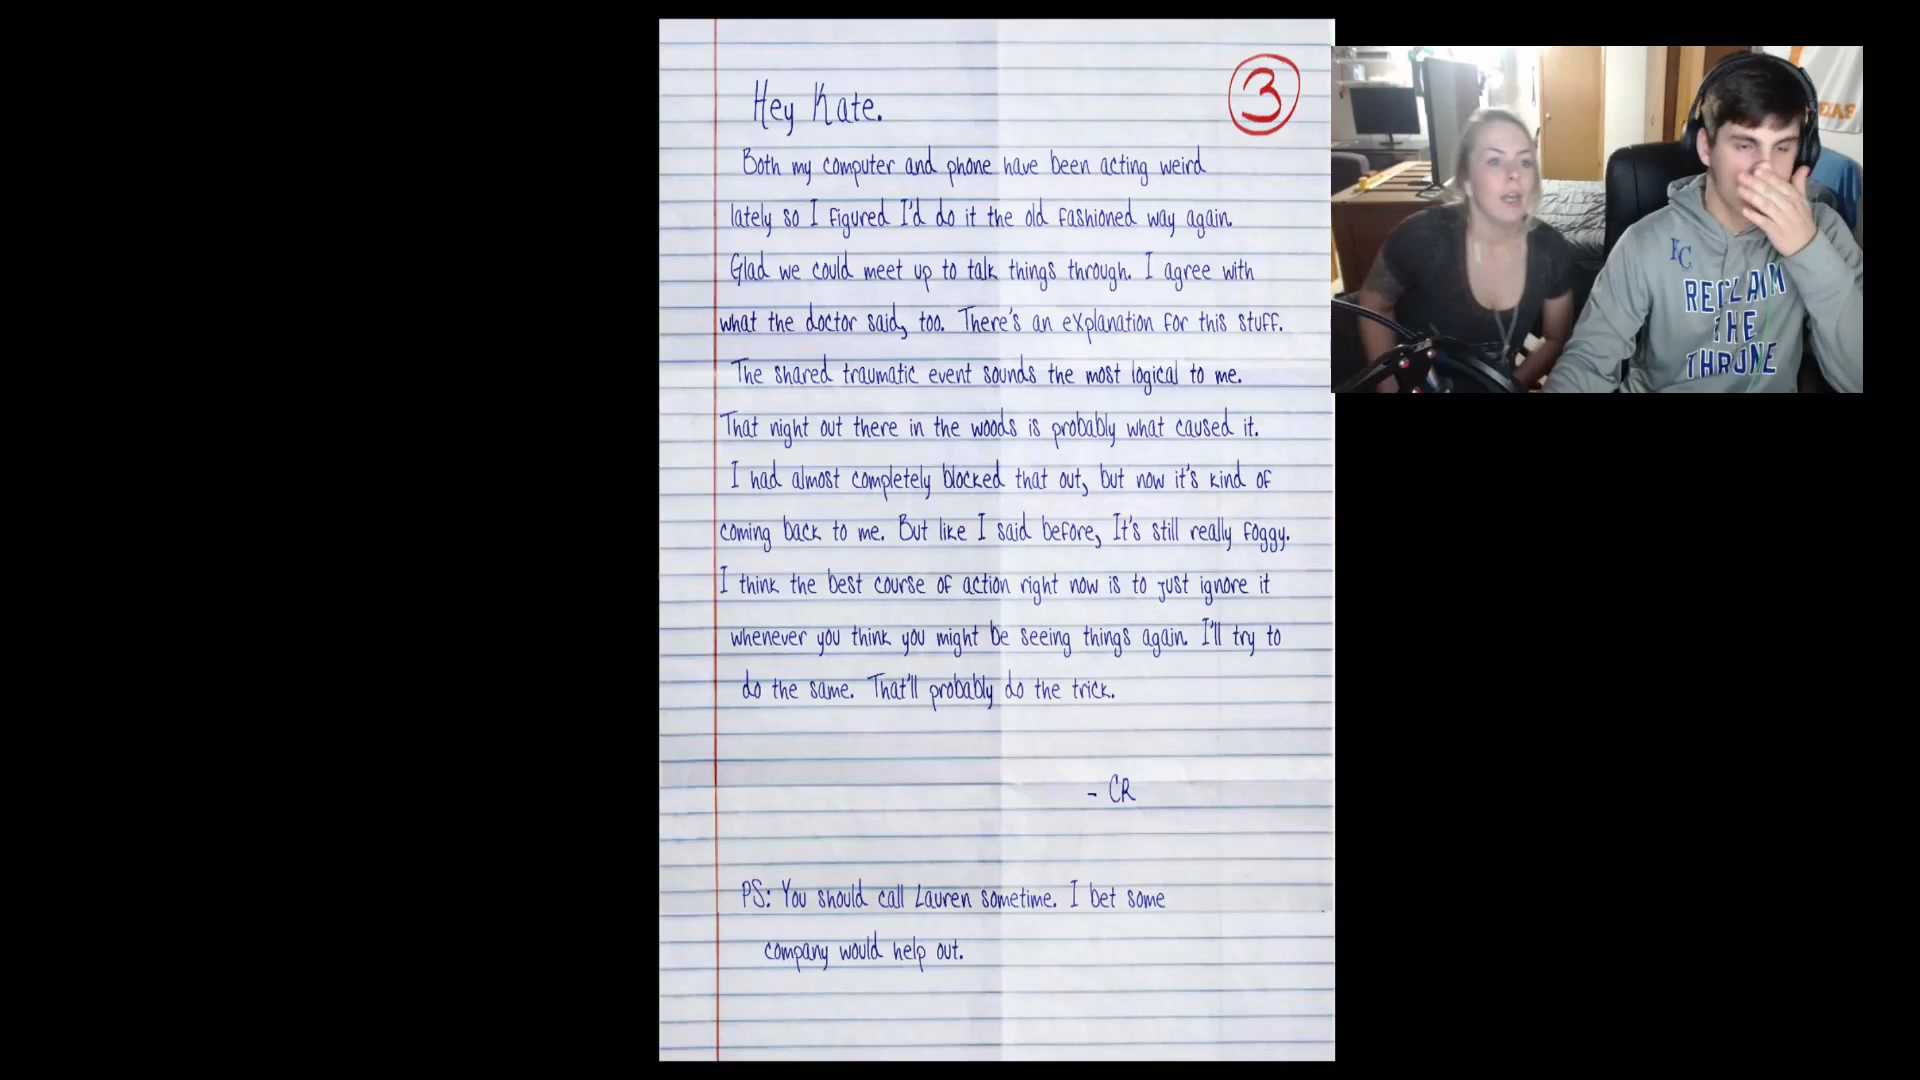 3
Hey Kate.
Both my computer and phone have been acting weird
lately so I figured I'd do it the old fashioned way again.
Glad we could meet up to talk things through. I agree with
what the doctor said, too. There's an explanation for this stuff.
The shared traumatic event sounds the most logical to me.
That night out there in the woods is probably what caused it.
I had almost completely blocked that out, but now it's kind of
coming back to me. But like I said before, It's still really foggy.
I think the best course of action right now is to just ignore it
whenever you think you might be seeing things again. I'll try to
do the same. That'll probably do the trick.
- CR
PS: You should call Lauren sometime. I bet some
company would help out.
KC
RECLAIM
THE
THRONE